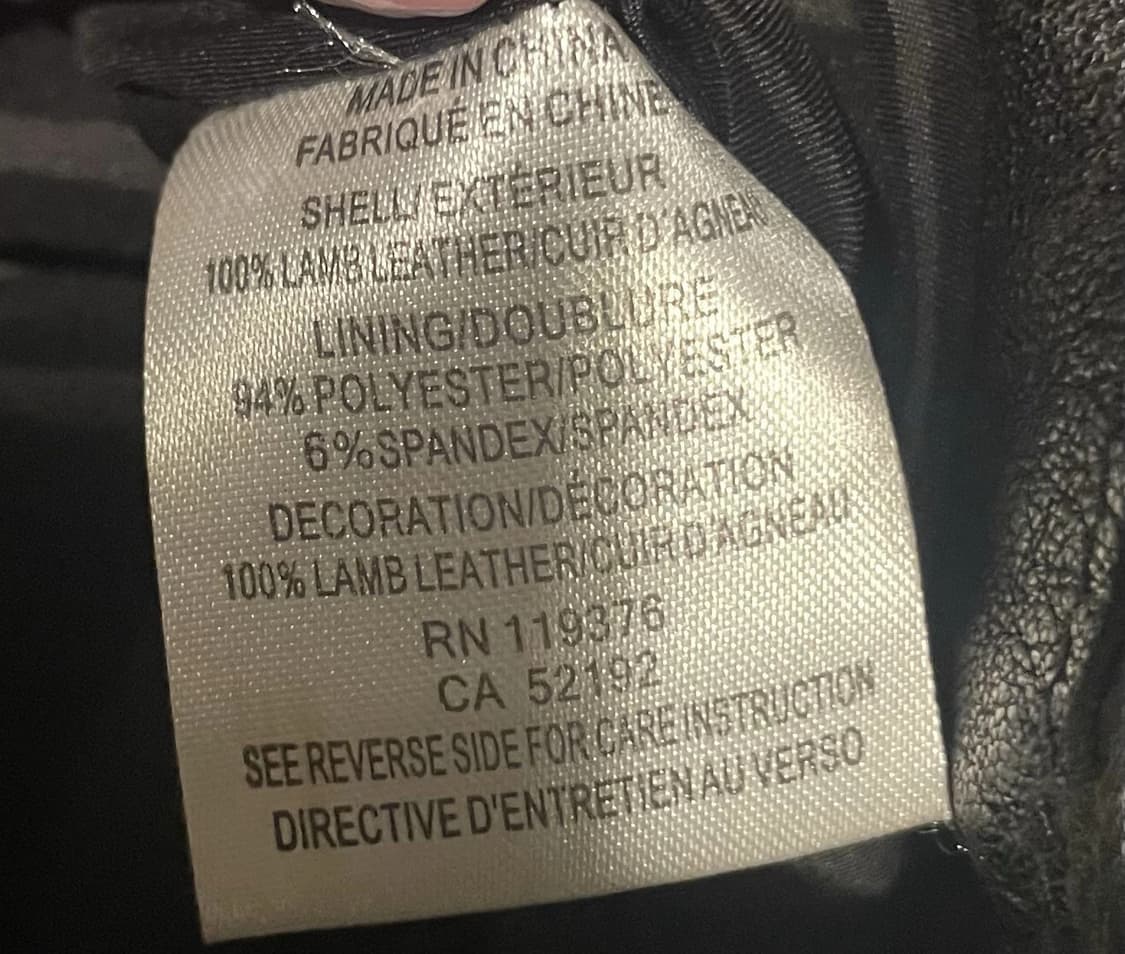 MADE IN CHINA
FABRIQUÉ EN CHINE
SHELL/EXTÉRIEUR
100% LAMB LEATHER/CUIR D'AGNEAU
LINING/DOUBLURE
94% POLYESTER/POLYESTER
6%SPANDEX/SPANDEX
DECORATION/DÉCORATION
100% LAMB LEATHER/CUIR D'AGNEAU
RN 119376
CA 52192
SEE REVERSE SIDE FOR CARE INSTRUCTION
DIRECTIVE D'ENTRETIEN AU VERSO